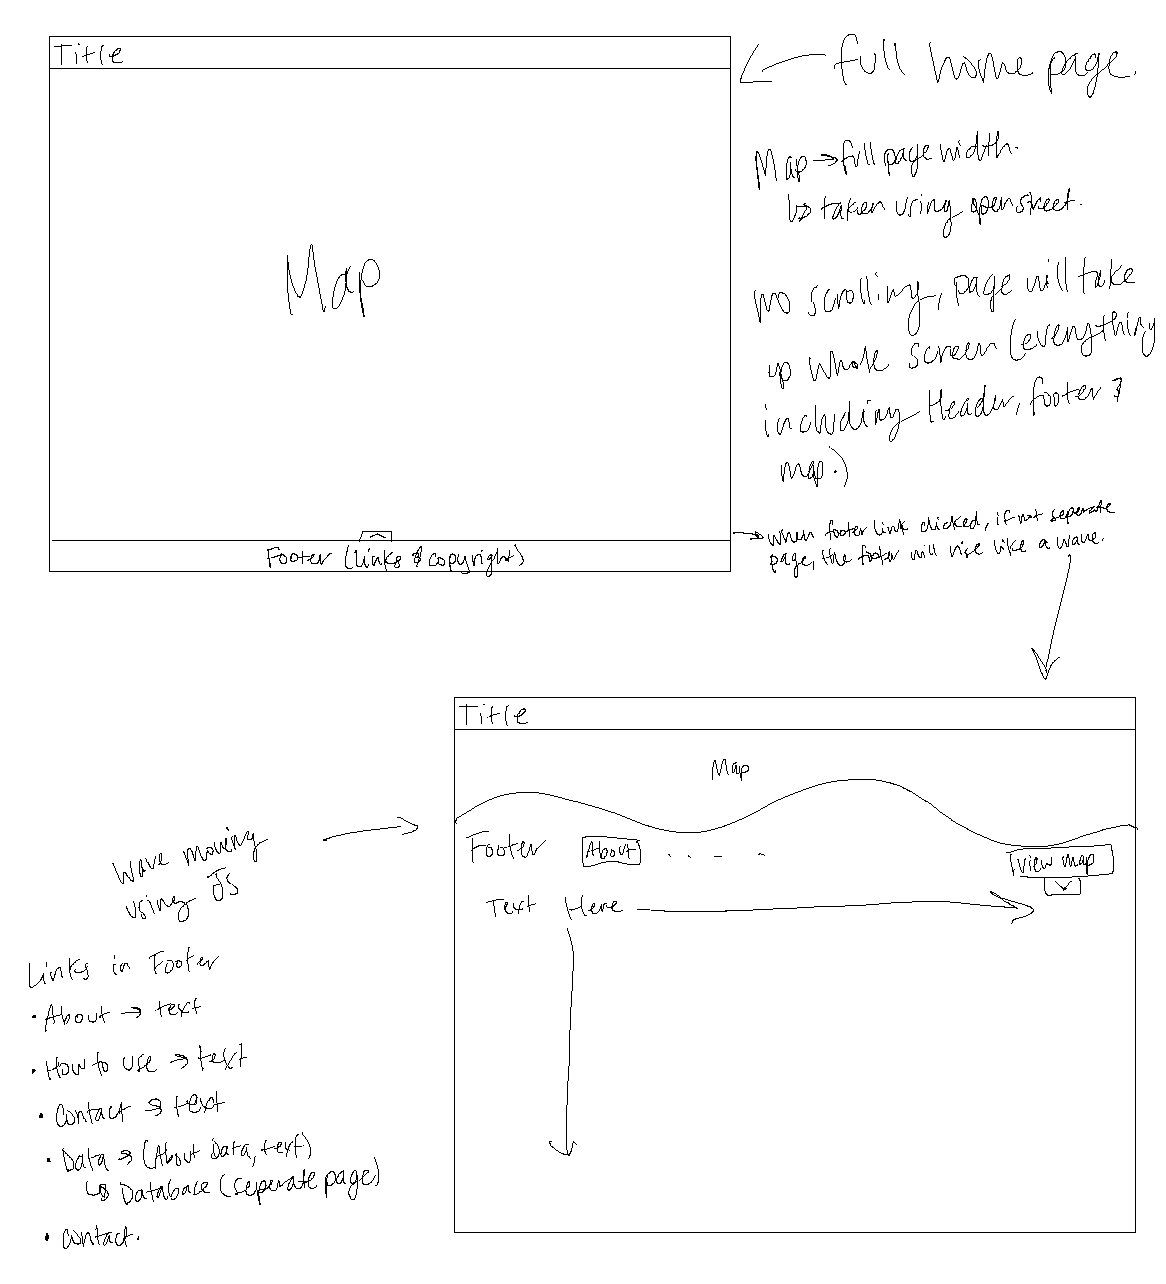 Title
← full home page.
Map → full page width.
↳ taken using openstreet.
Map
no scrolling, page will take
up whole screen (everything
including Header, footer &
map.)
Footer (links & copyright)
→ when footer link clicked, if not seperate
page, the footer will rise like a wave.
Title
Map
Wave moving
using JS
Footer About . . – -
view map
Text Here
Links in Footer
• About → text
• How to use → text
• Contact → text
• Data → (About Data, text)
↳ Database (seperate page)
• contact.